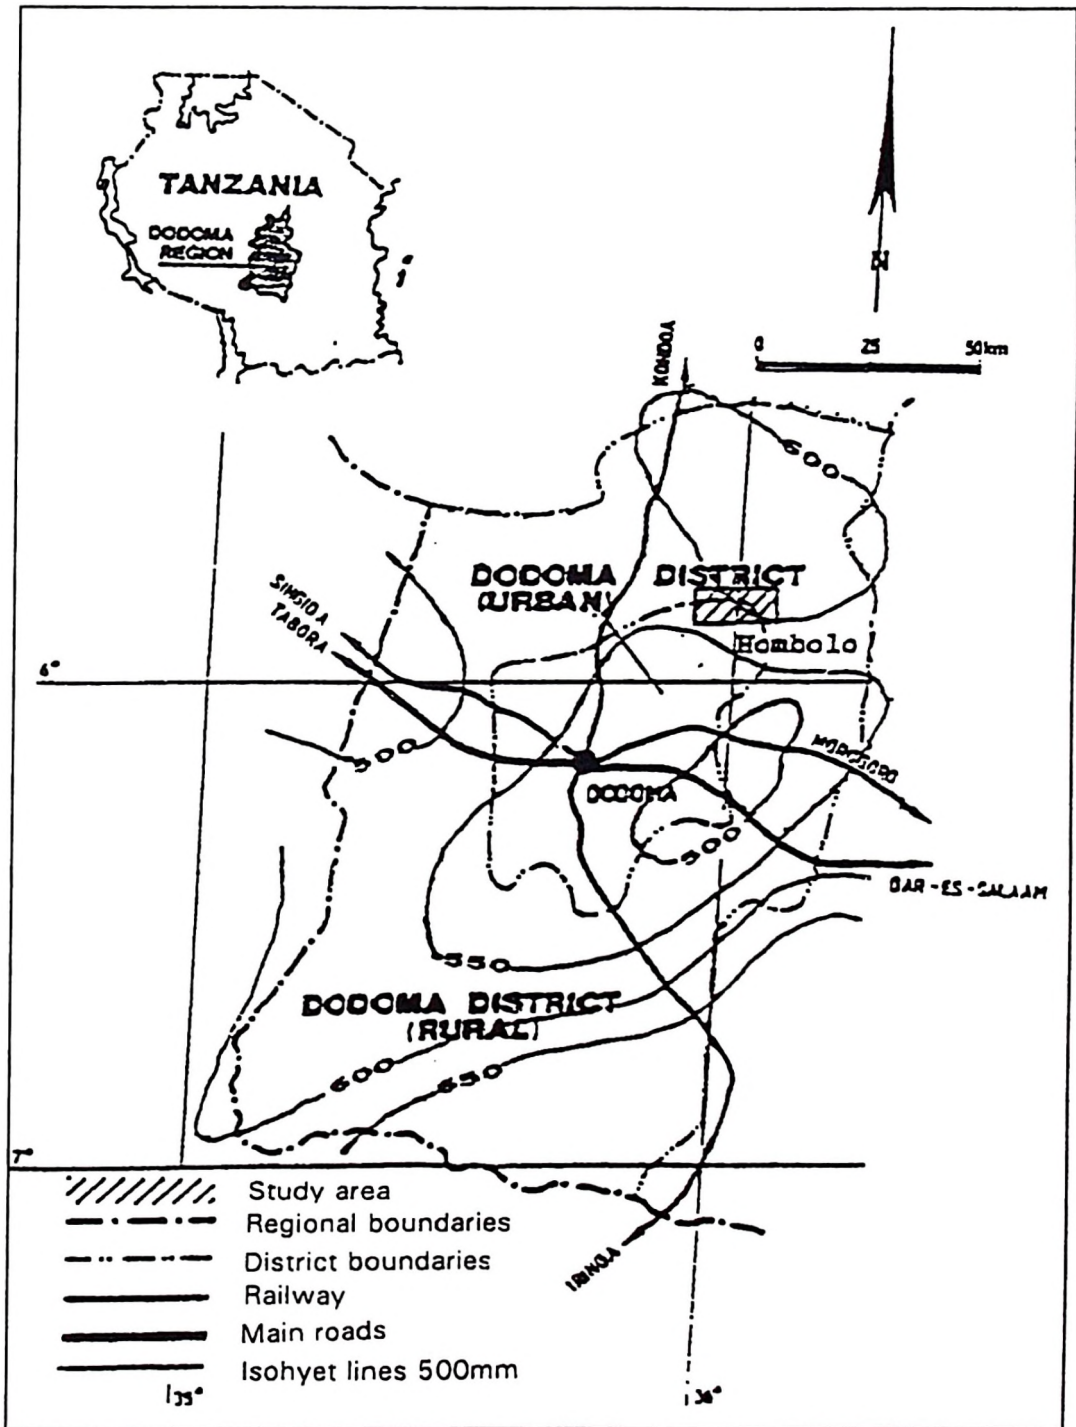 TANZANIA
DODOMA
REGION
N
0 25 50km
KONDOA
600
DODOMA DISTRICT
(URBAN)
SINGIDA
TABORA
Hombolo
6°
500
MOROGORO
DODOMA
500
DAR-ES-SALAAM
550
DODOMA DISTRICT
(RURAL)
600
650
7°
Study area
Regional boundaries
IRINGA
District boundaries
Railway
Main roads
Isohyet lines 500mm
35°
36°